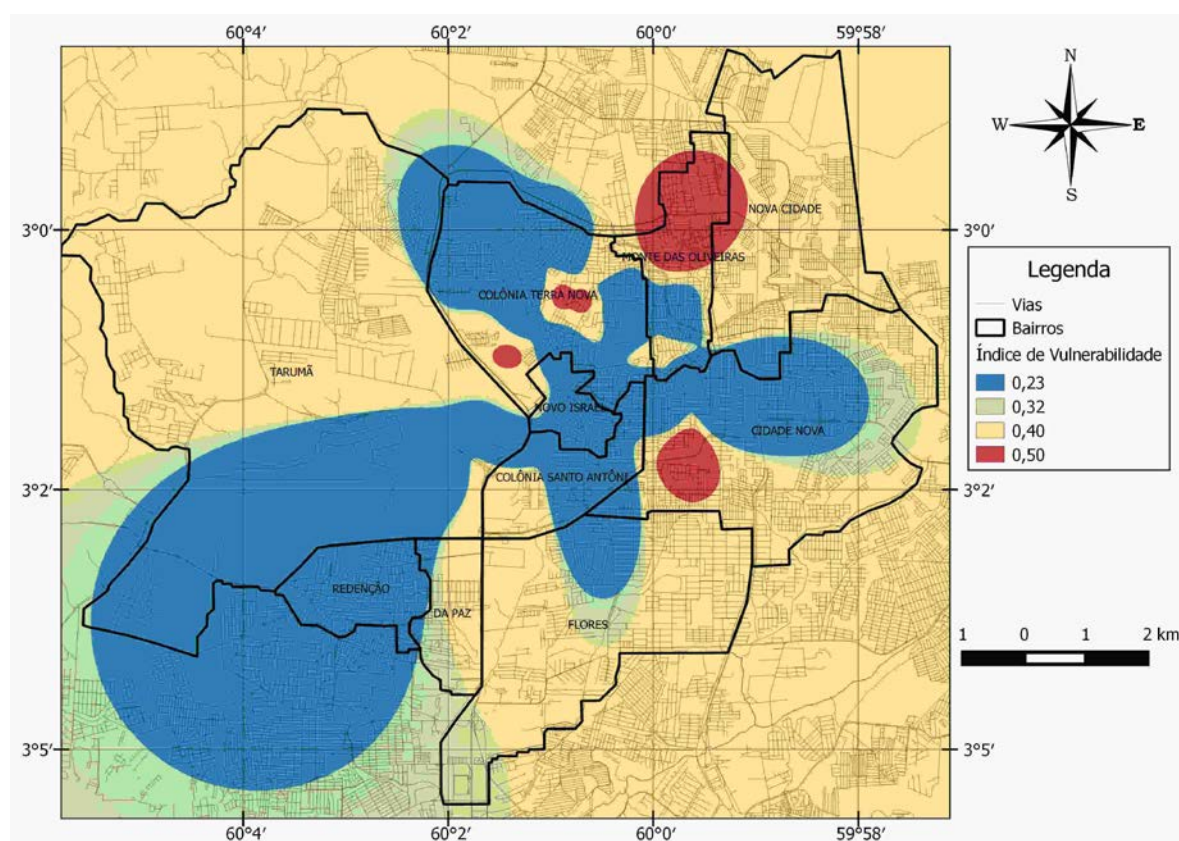 60°4′ 60°2′ 60°0′ 59°58′
N
W E
S
3°0′ 3°0′
NOVA CIDADE
MONTE DAS OLIVEIRAS
COLÔNIA TERRA NOVA
TARUMÃ
NOVO ISRAEL
CIDADE NOVA
COLÔNIA SANTO ANTÔNI
3°2′ 3°2′
REDENÇÃO
DA PAZ
FLORES
3°5′ 3°5′
60°4′ 60°2′ 60°0′ 59°58′
Legenda
Vias
Bairros
Índice de Vulnerabilidade
0,23
0,32
0,40
0,50
1 0 1 2 km